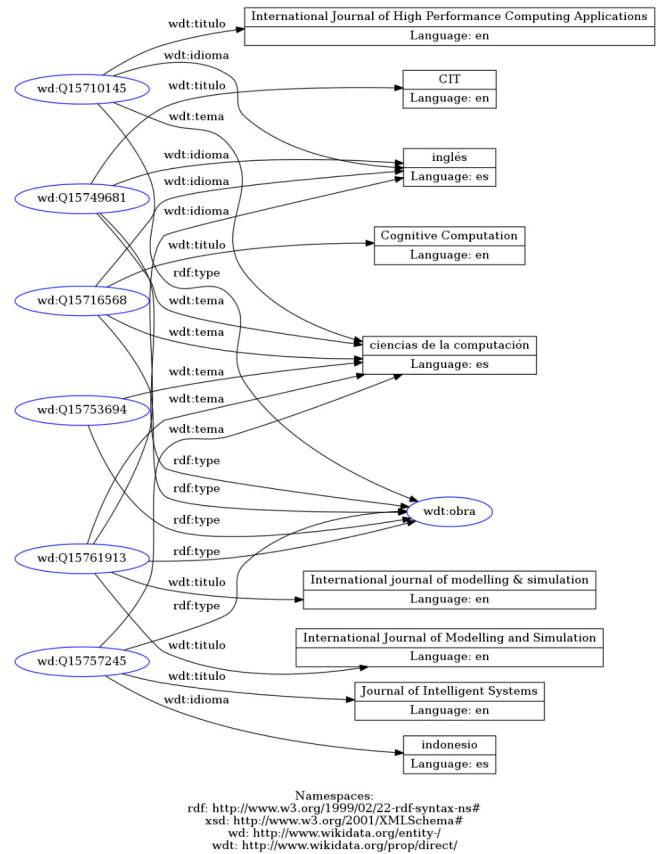 International Journal of High Performance Computing Applications
Language: en
wdt:titulo
wdt:idioma
wd:Q15710145
CIT
Language: en
wdt:titulo
wdt:tema
inglés
Language: es
wdt:idioma
wdt:idioma
wd:Q15749681
wdt:idioma
Cognitive Computation
Language: en
wdt:titulo
rdf:type
wd:Q15716568
wdt:tema
wdt:tema
ciencias de la computación
Language: es
wdt:tema
wd:Q15753694
wdt:tema
wdt:tema
rdf:type
rdf:type
wdt:obra
rdf:type
rdf:type
wd:Q15761913
wdt:titulo
International journal of modelling & simulation
Language: en
rdf:type
wdt:titulo
International Journal of Modelling and Simulation
Language: en
wd:Q15757245
wdt:titulo
Journal of Intelligent Systems
Language: en
wdt:idioma
indonesio
Language: es
Namespaces:
rdf: http://www.w3.org/1999/02/22-rdf-syntax-ns#
xsd: http://www.w3.org/2001/XMLSchema#
wd: http://www.wikidata.org/entity-/
wdt: http://www.wikidata.org/prop/direct/